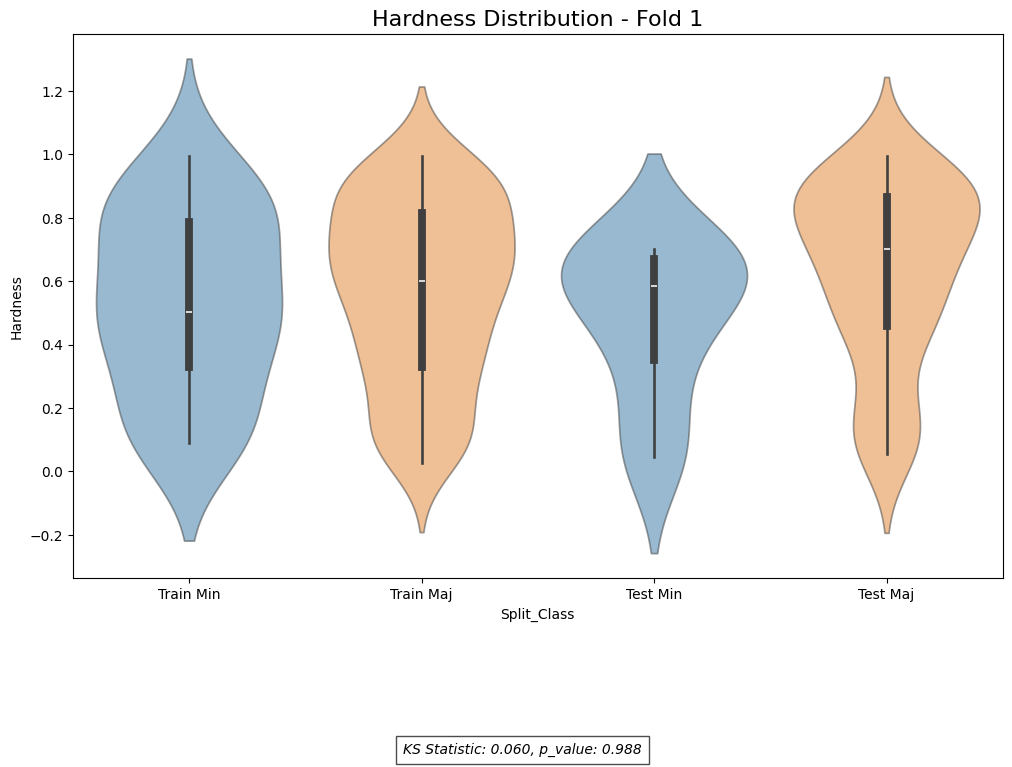 Hardness Distribution - Fold 1
Hardness
1.2
1.0
0.8
0.6
0.4
0.2
0.0
−0.2
Train Min
Train Maj
Test Min
Test Maj
Split_Class
KS Statistic: 0.060, p_value: 0.988